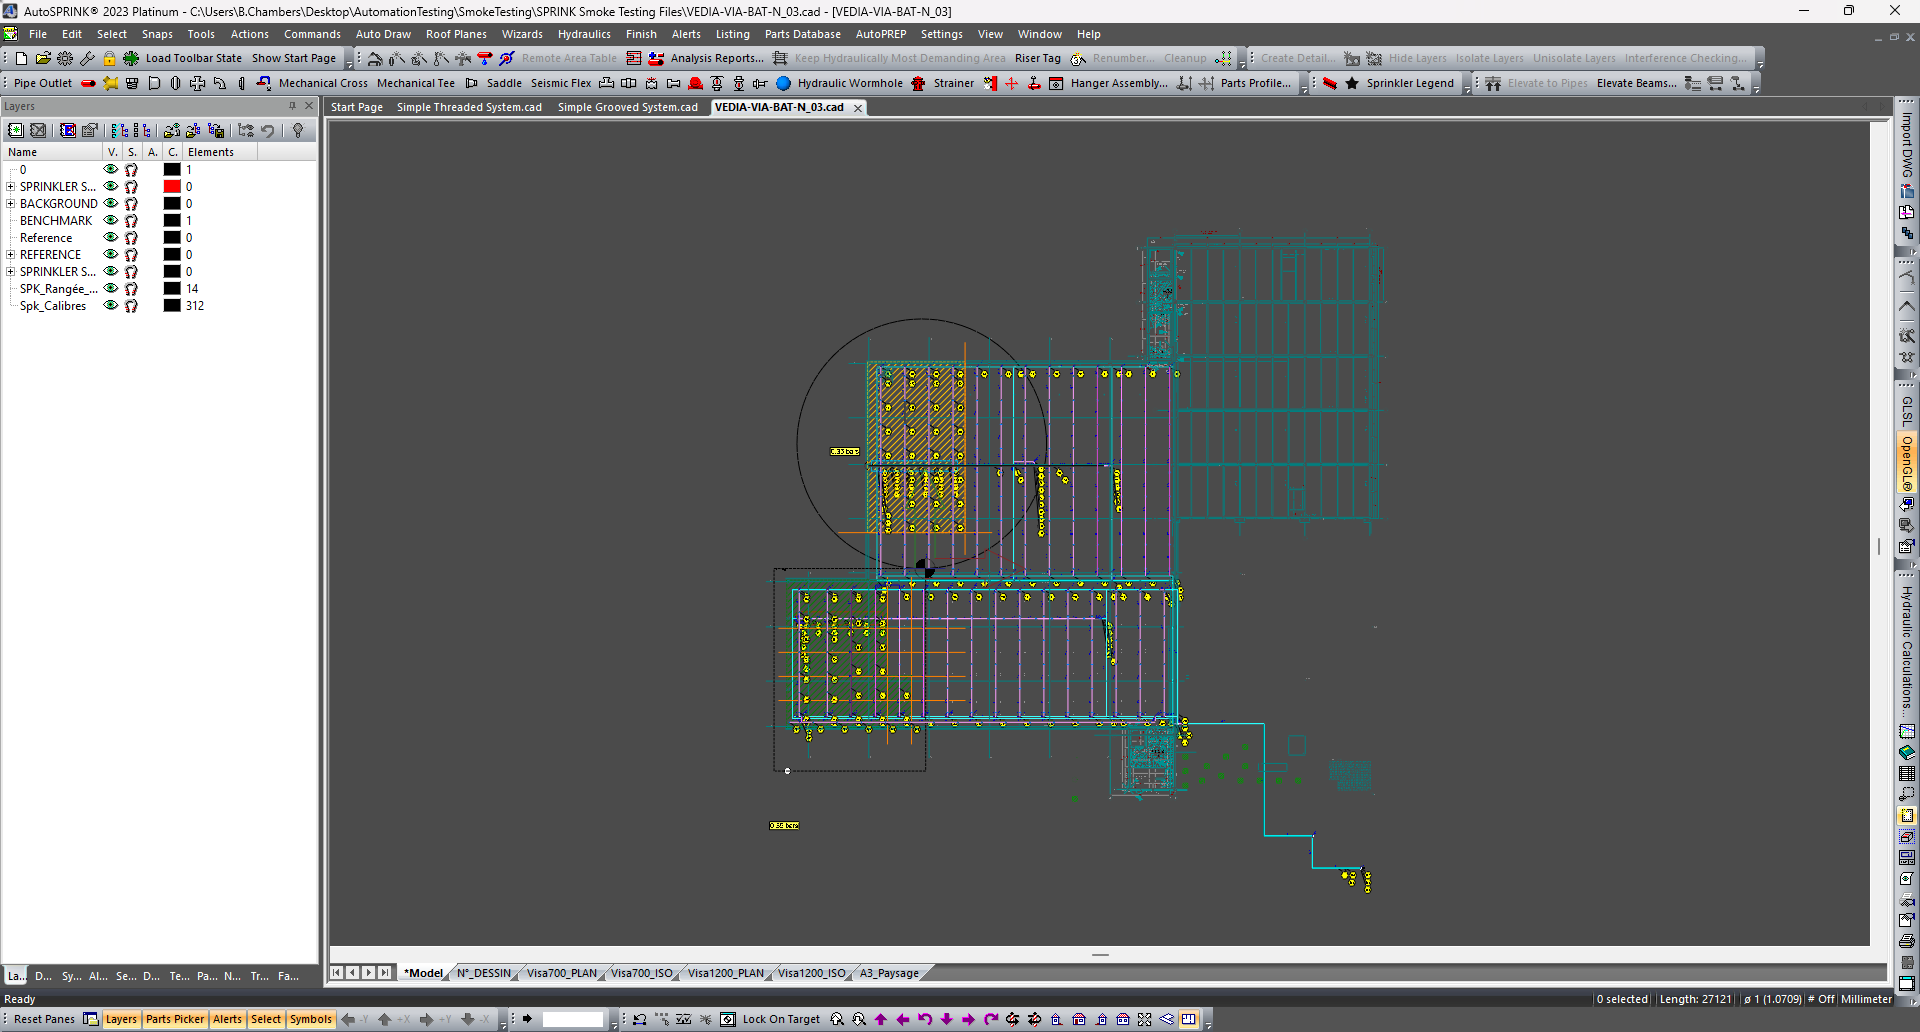 AutoSPRINK® 2023 Platinum - C:\Users\B.Chambers\Desktop\AutomationTesting\SmokeTesting\SPRINK Smoke Testing Files\VEDIA-VIA-BAT-N_03.cad - [VEDIA-VIA-BAT-N_03]
File Edit Select Snaps Tools Actions Commands Auto Draw Roof Planes Wizards Hydraulics Finish Alerts Listing Parts Database AutoPREP Settings View Window Help
Load Toolbar State Show Start Page Remote Area Table Analysis Reports... Keep Hydraulically Most Demanding Area Riser Tag Renumber... Cleanup Create Detail... Hide Layers Isolate Layers Unisolate Layers Interference Checking...
Pipe Outlet Mechanical Cross Mechanical Tee Saddle Seismic Flex Hydraulic Wormhole Strainer Hanger Assembly... Parts Profile... Sprinkler Legend Elevate to Pipes Elevate Beams...
Layers
Start Page Simple Threaded System.cad Simple Grooved System.cad VEDIA-VIA-BAT-N_03.cad
Name V. S. A. C. Elements
0 1
SPRINKLER S... 0
BACKGROUND 0
BENCHMARK 1
Reference 0
REFERENCE 0
SPRINKLER S... 0
SPK_Rangée_... 14
Spk_Calibres 312
Import DWG
GLSL
OpenGL®
Hydraulic Calculations...
0.35 bars
La... D... Sy... Al... Se... D... Te... Pa... N... Tr... Fa...
*Model N°_DESSIN Visa700_PLAN Visa700_ISO Visa1200_PLAN Visa1200_ISO A3_Paysage
Ready 0 selected Length: 27121 ø 1 (1.0709) # Off Millimeter
Reset Panes Layers Parts Picker Alerts Select Symbols -Y +X +Y -X Lock On Target